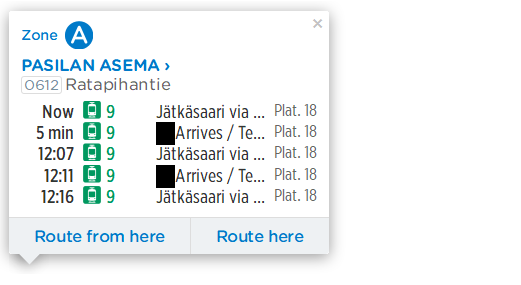 Zone A ×
PASILAN ASEMA ›
0612 Ratapihantie
Now 9 Jätkäsaari via ... Plat. 18
5 min 9 Arrives / Te... Plat. 18
12:07 9 Jätkäsaari via ... Plat. 18
12:11 9 Arrives / Te... Plat. 18
12:16 9 Jätkäsaari via ... Plat. 18
Route from here Route here